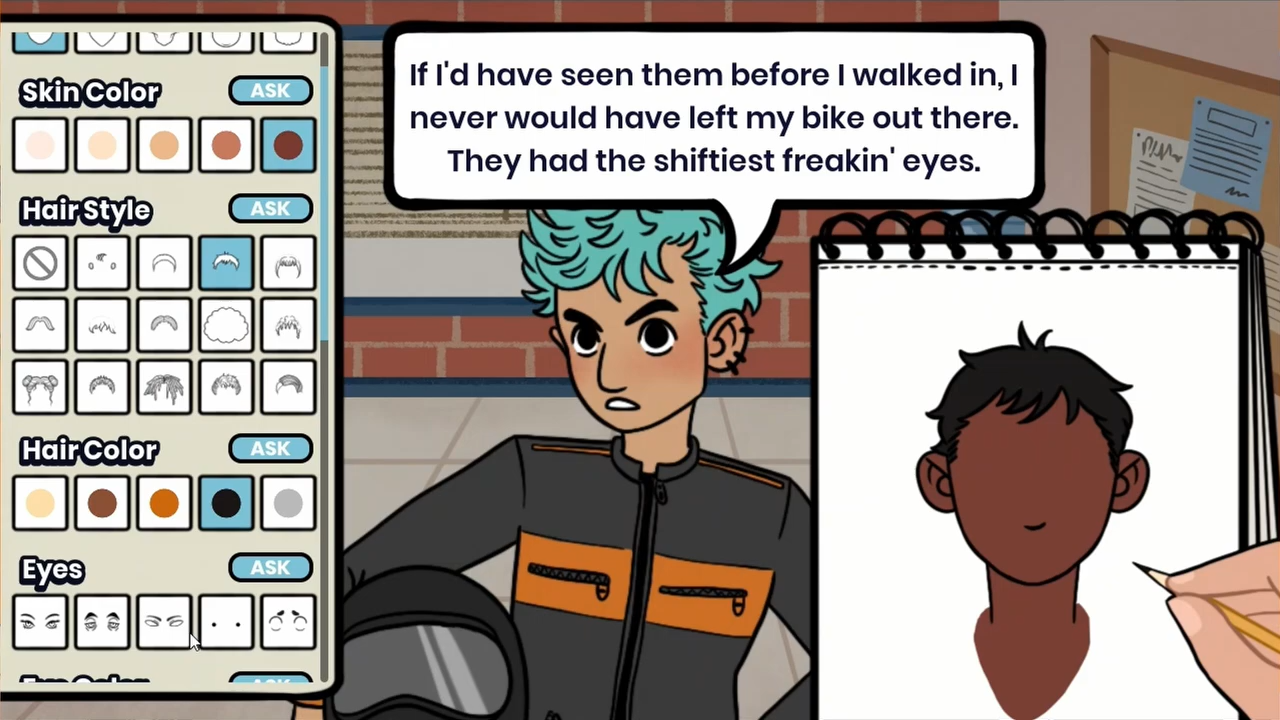 If I'd have seen them before I walked in, I
never would have left my bike out there.
They had the shiftiest freakin' eyes.
Skin Color
ASK
Hair Style
ASK
Hair Color
ASK
Eyes
ASK